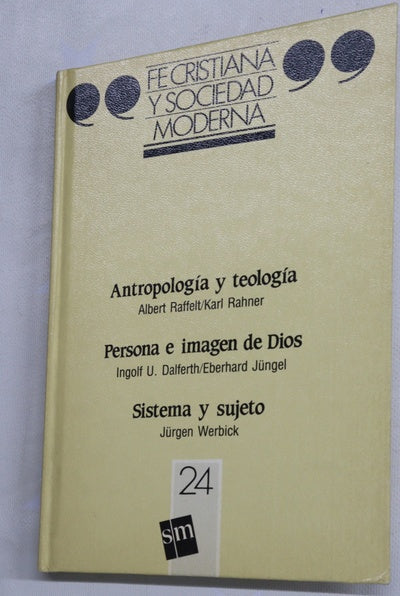 FE CRISTIANA
Y SOCIEDAD
MODERNA
Antropología y teología
Albert Raffelt/Karl Rahner
Persona e imagen de Dios
Ingolf U. Dalferth/Eberhard Jüngel
Sistema y sujeto
Jürgen Werbick
24
sm